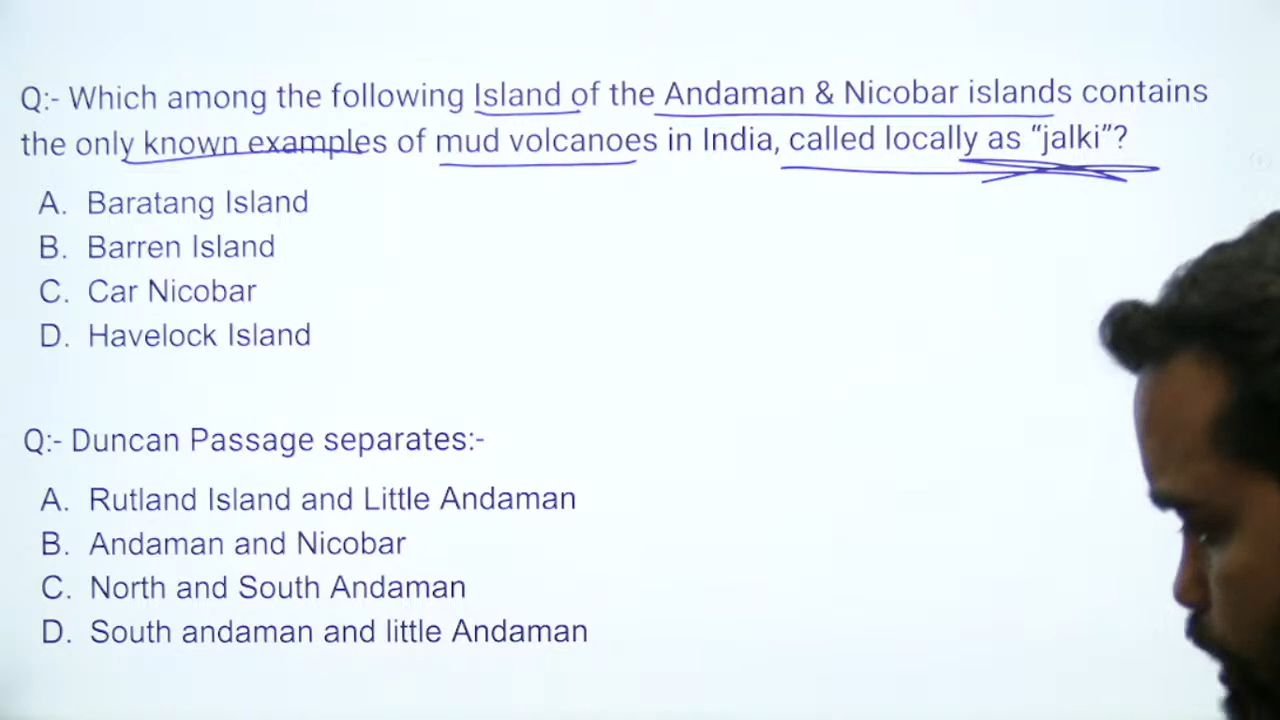 Q:- Which among the following Island of the Andaman & Nicobar islands contains
the only known examples of mud volcanoes in India, called locally as “jalki”?
A. Baratang Island
B. Barren Island
C. Car Nicobar
D. Havelock Island
Q:- Duncan Passage separates:-
A. Rutland Island and Little Andaman
B. Andaman and Nicobar
C. North and South Andaman
D. South andaman and little Andaman